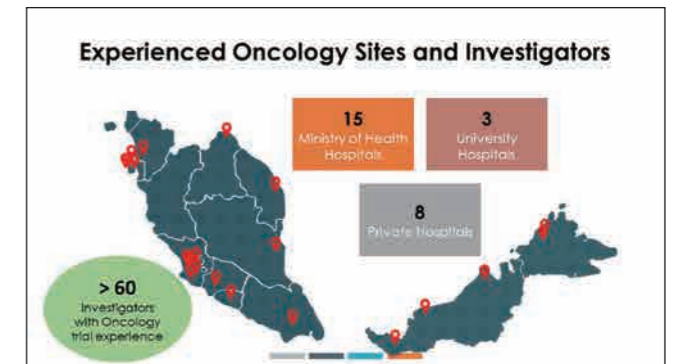 Experienced Oncology Sites and Investigators
15
Ministry of Health
Hospitals
3
University
Hospitals
8
Private Hospitals
> 60
Investigators
with Oncology
trial experience